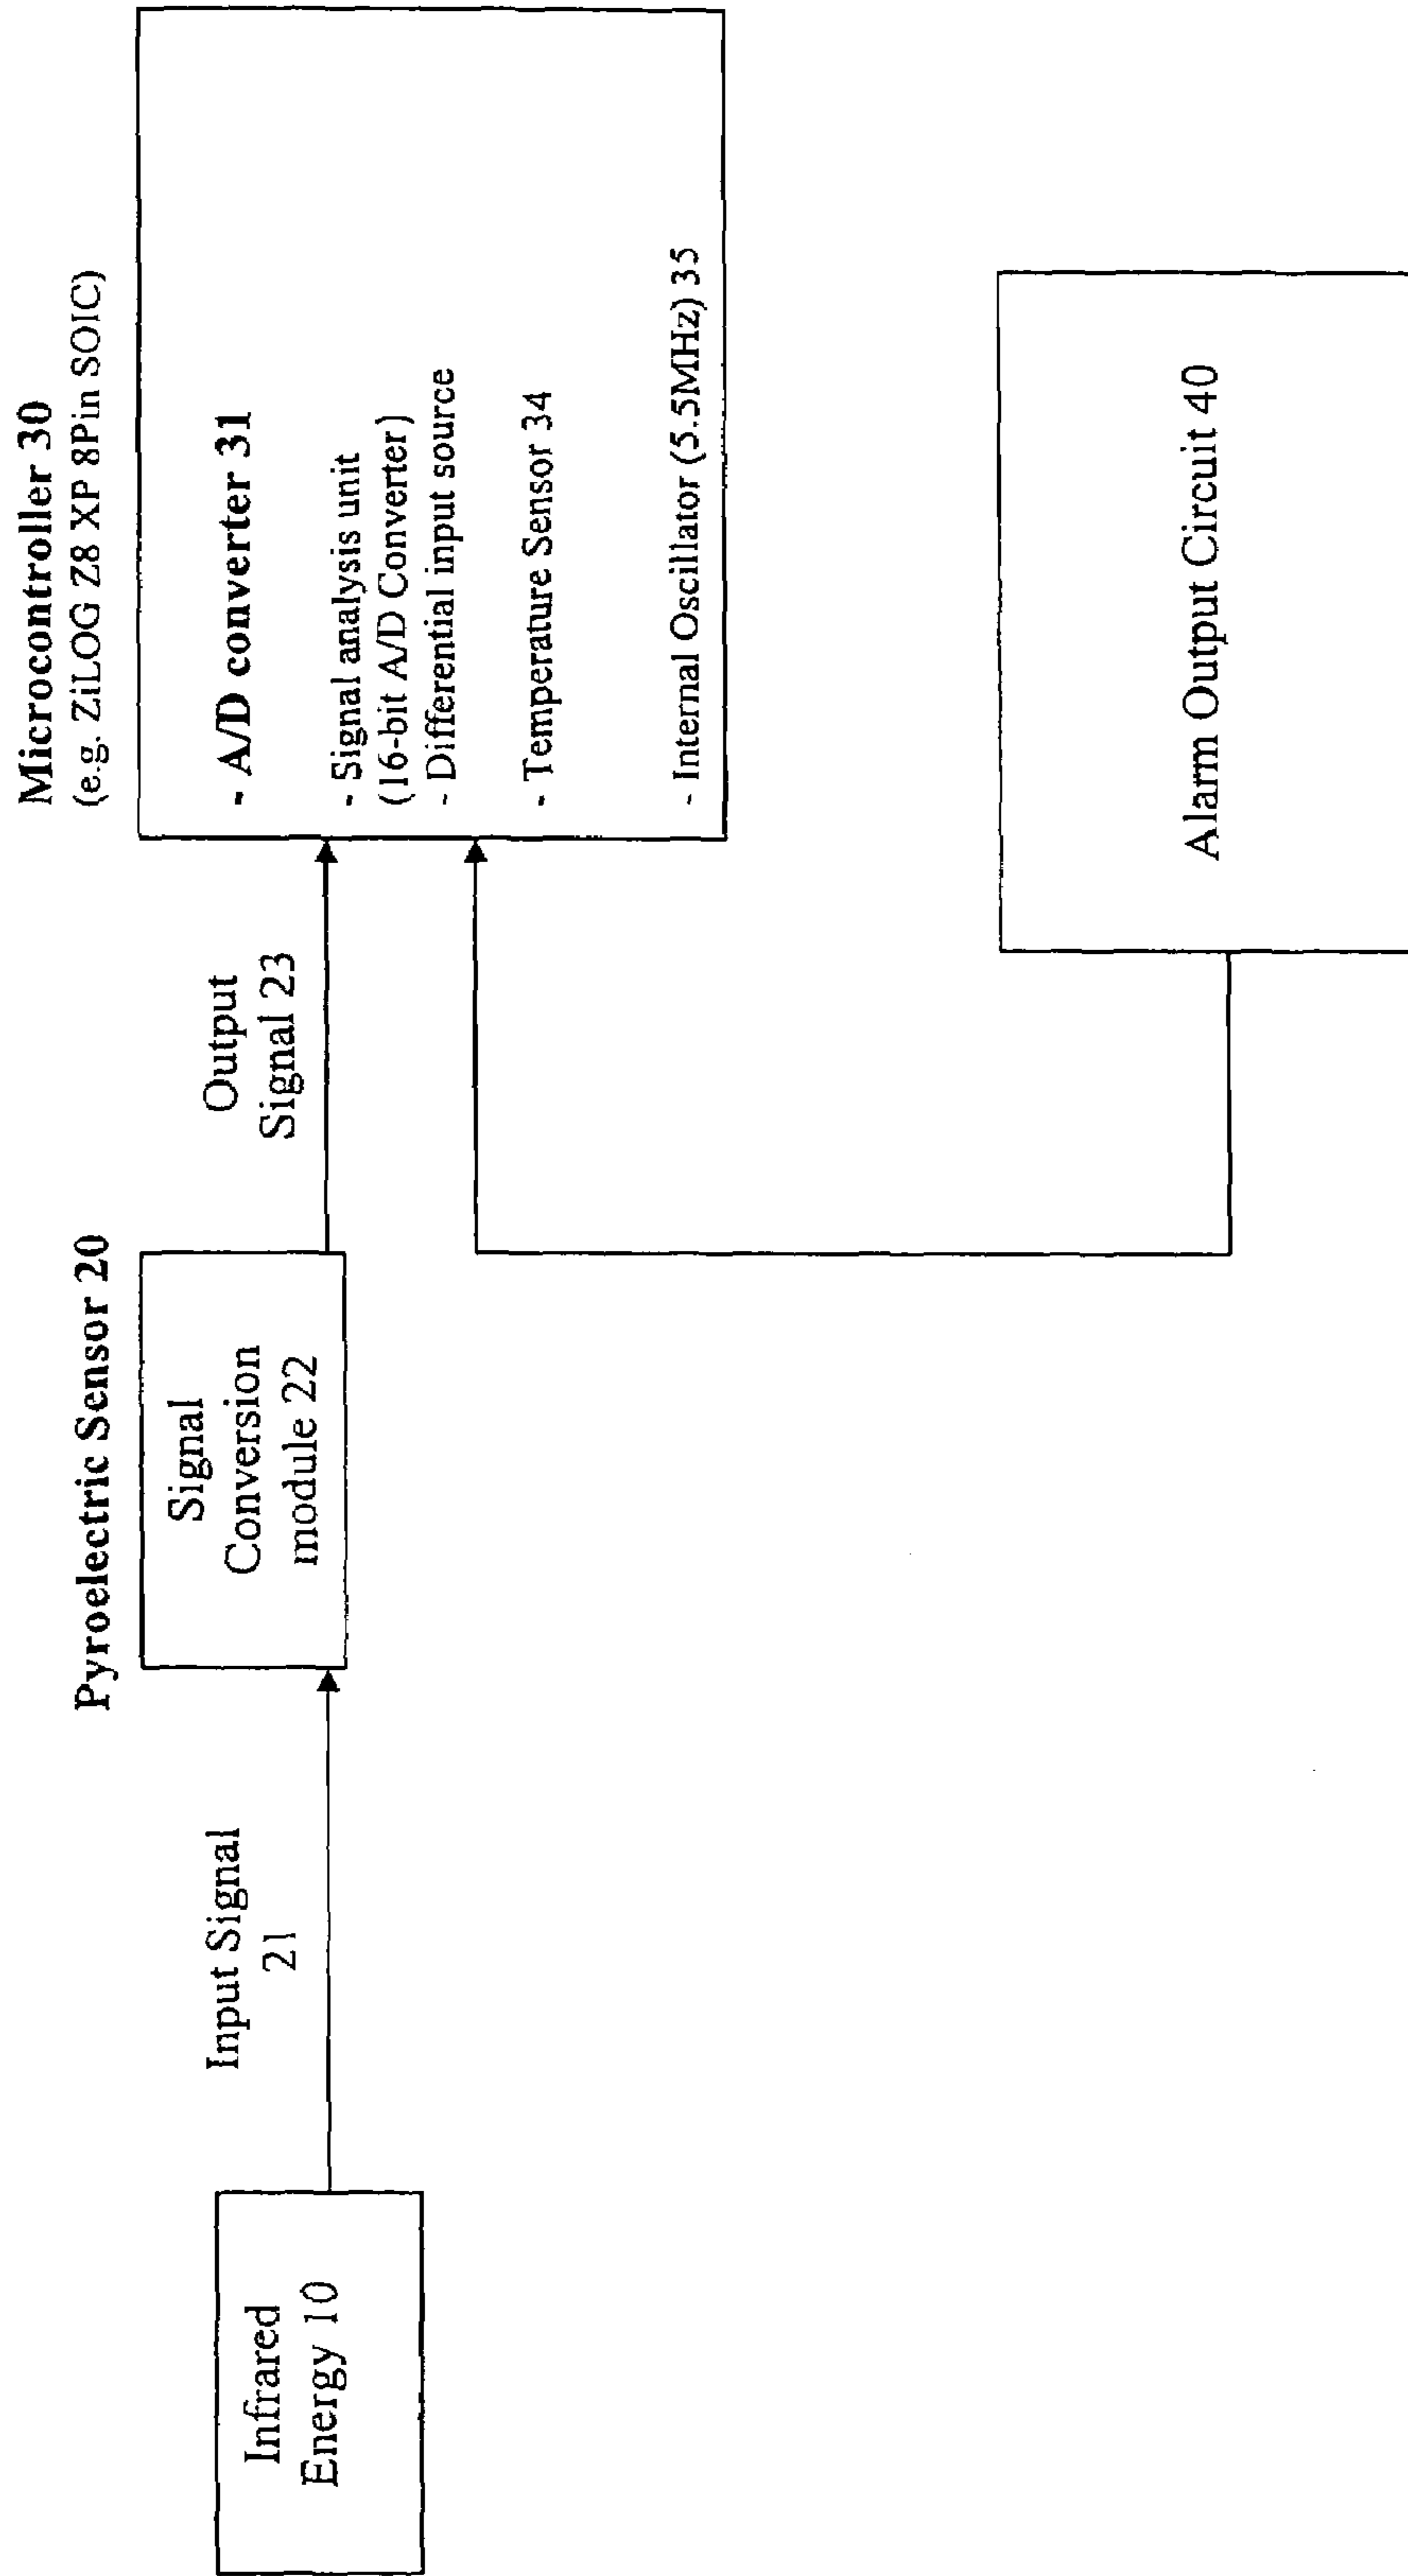 Infrared
Energy 10
Input Signal
21
Pyroelectric Sensor 20
Signal
Conversion
module 22
Output
Signal 23
Microcontroller 30
(e.g. ZiLOG Z8 XP 8Pin SOIC)
- A/D converter 31
- Signal analysis unit
(16-bit A/D Converter)
- Differential input source
- Temperature Sensor 34
- Internal Oscillator (5.5MHz) 35
Alarm Output Circuit 40